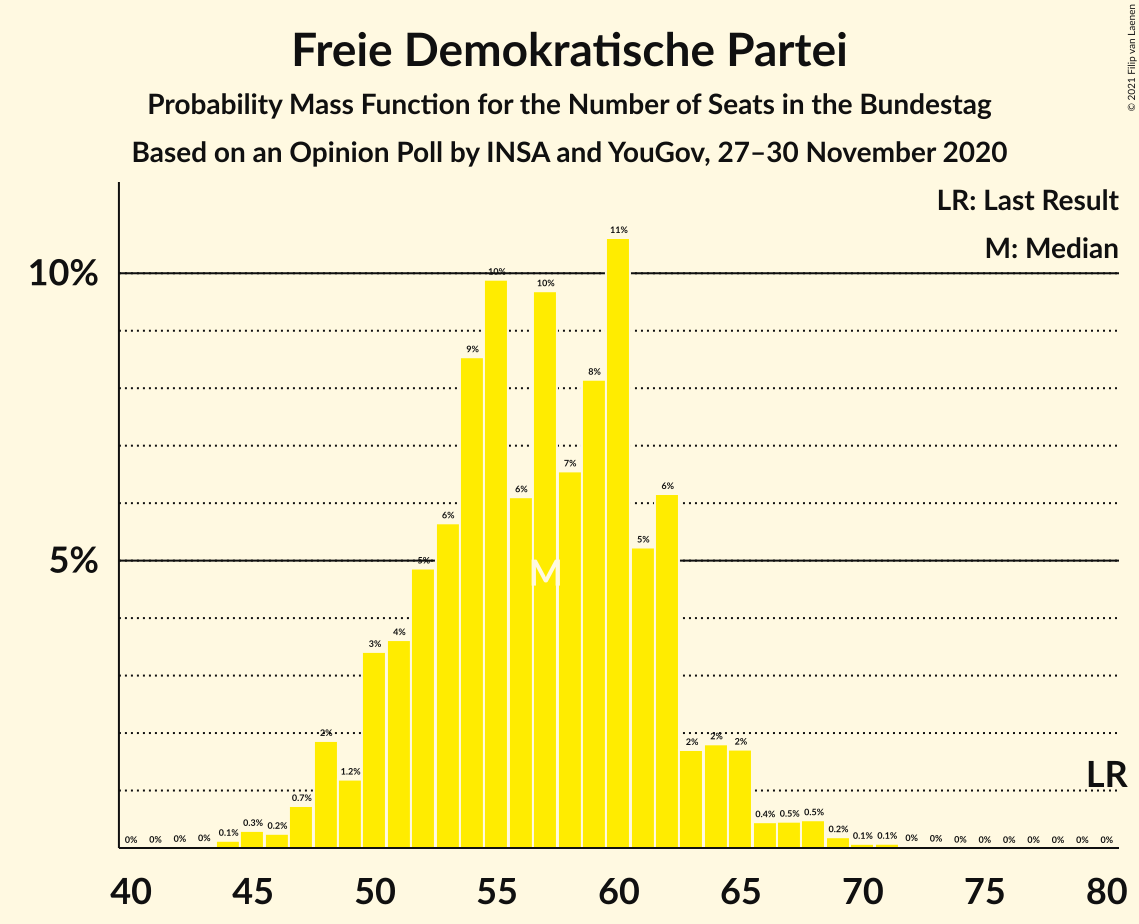 Freie Demokratische Partei
Probability Mass Function for the Number of Seats in the Bundestag
Based on an Opinion Poll by INSA and YouGov, 27–30 November 2020
© 2021 Filip van Laenen
LR: Last Result
M: Median
10%
5%
0% 0% 0% 0% 0.1% 0.3% 0.2% 0.7% 2% 1.2% 3% 4% 5% 6% 9% 10% 6% 10% 7% 8% 11% 5% 6% 2% 2% 2% 0.4% 0.5% 0.5% 0.2% 0.1% 0.1% 0% 0% 0% 0% 0% 0% 0% 0% 0%
M
LR
40 45 50 55 60 65 70 75 80